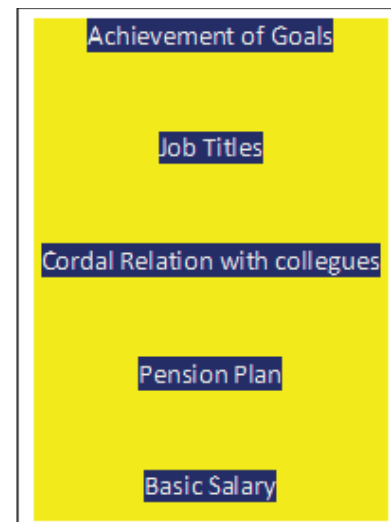 Achievement of Goals
Job Titles
Cordal Relation with collegues
Pension Plan
Basic Salary